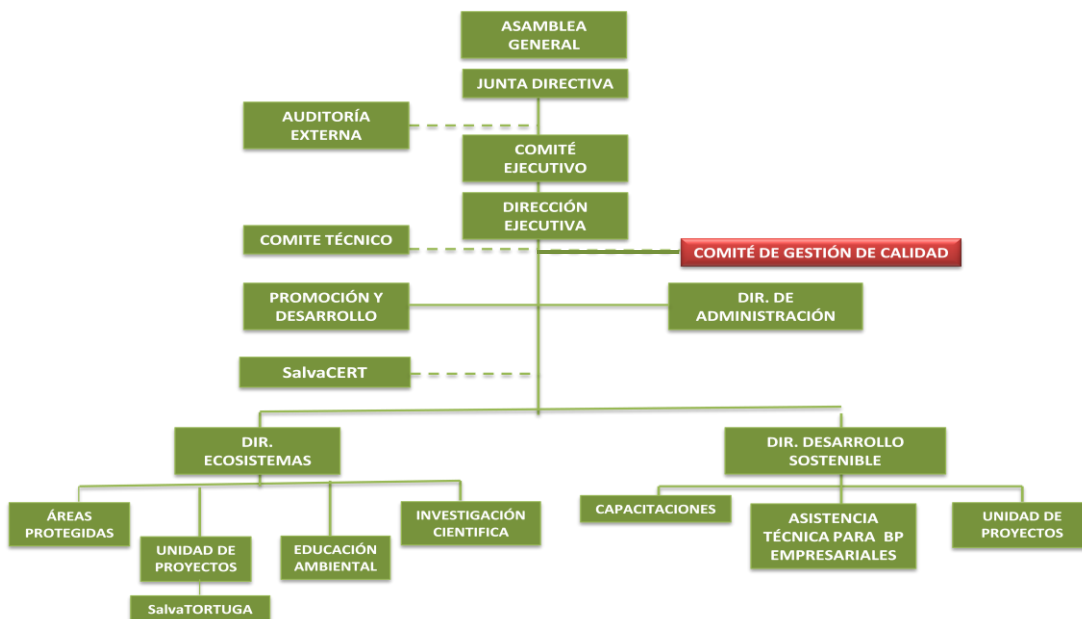 ASAMBLEA
GENERAL
JUNTA DIRECTIVA
AUDITORÍA
EXTERNA
COMITÉ
EJECUTIVO
DIRECCIÓN
EJECUTIVA
COMITE TÉCNICO
COMITÉ DE GESTIÓN DE CALIDAD
PROMOCIÓN Y
DESARROLLO
DIR. DE
ADMINISTRACIÓN
SalvaCERT
DIR.
ECOSISTEMAS
DIR. DESARROLLO
SOSTENIBLE
ÁREAS
PROTEGIDAS
UNIDAD DE
PROYECTOS
EDUCACIÓN
AMBIENTAL
INVESTIGACIÓN
CIENTIFICA
SalvaTORTUGA
CAPACITACIONES
ASISTENCIA
TÉCNICA PARA BP
EMPRESARIALES
UNIDAD DE
PROYECTOS